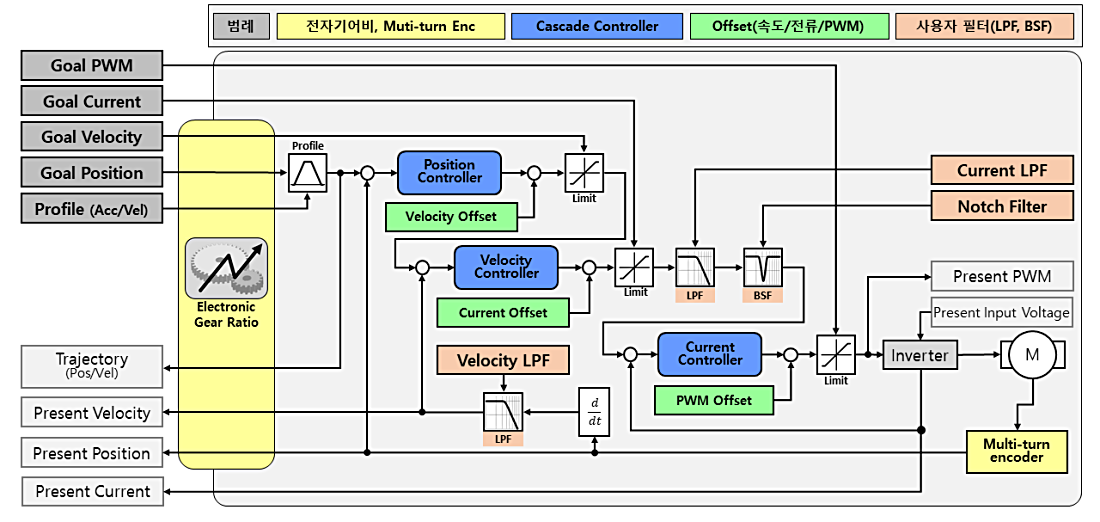 범례
전자기어비, Muti-turn Enc
Cascade Controller
Offset(속도/전류/PWM)
사용자 필터(LPF, BSF)
Goal PWM
Goal Current
Goal Velocity
Goal Position
Profile (Acc/Vel)
Profile
Position
Controller
Limit
Velocity Offset
Current LPF
Notch Filter
Velocity
Controller
Limit
LPF
BSF
Current Offset
Electronic
Gear Ratio
Present PWM
Present Input Voltage
Current
Controller
Limit
Inverter
M
PWM Offset
Velocity LPF
LPF
d
dt
Trajectory
(Pos/Vel)
Present Velocity
Present Position
Present Current
Multi-turn
encoder